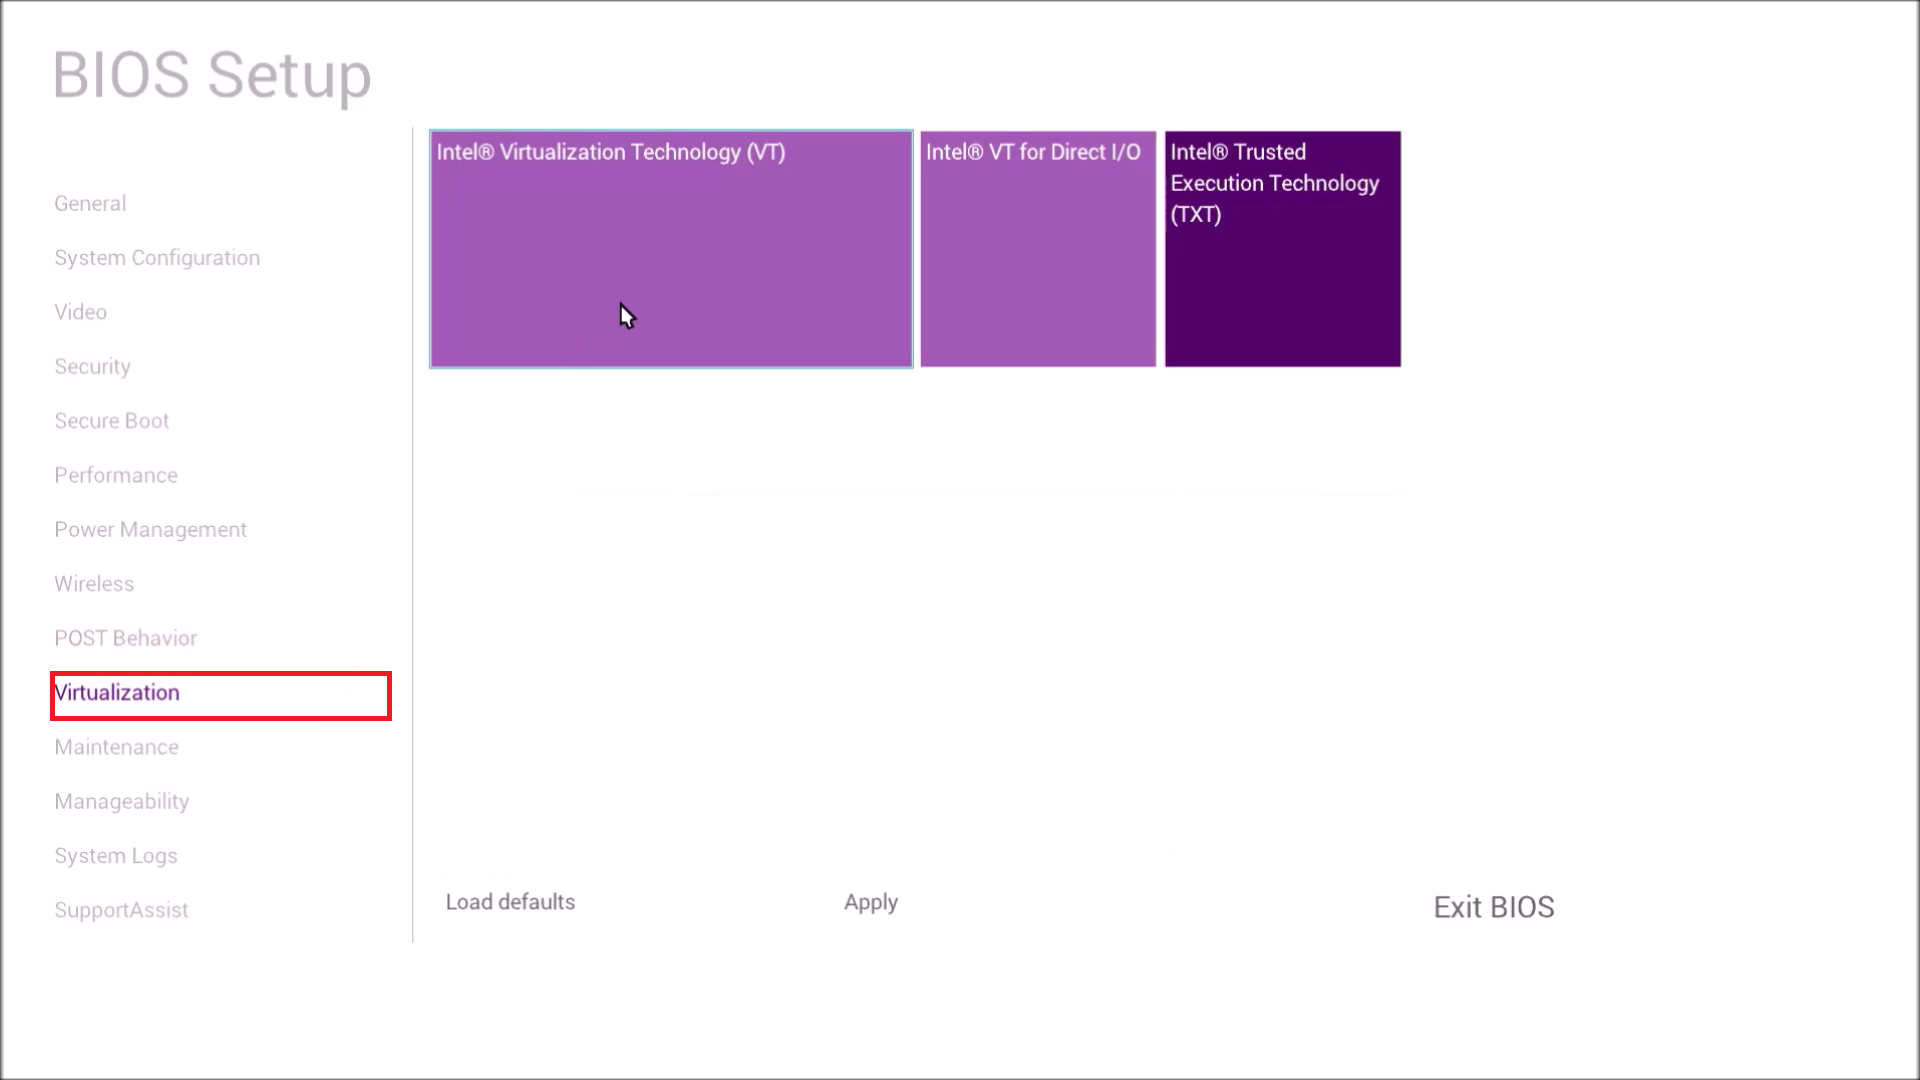 BIOS Setup
General
System Configuration
Video
Security
Secure Boot
Performance
Power Management
Wireless
POST Behavior
Virtualization
Maintenance
Manageability
System Logs
SupportAssist
Intel® Virtualization Technology (VT)
Intel® VT for Direct I/O
Intel® Trusted
Execution Technology
(TXT)
Load defaults
Apply
Exit BIOS